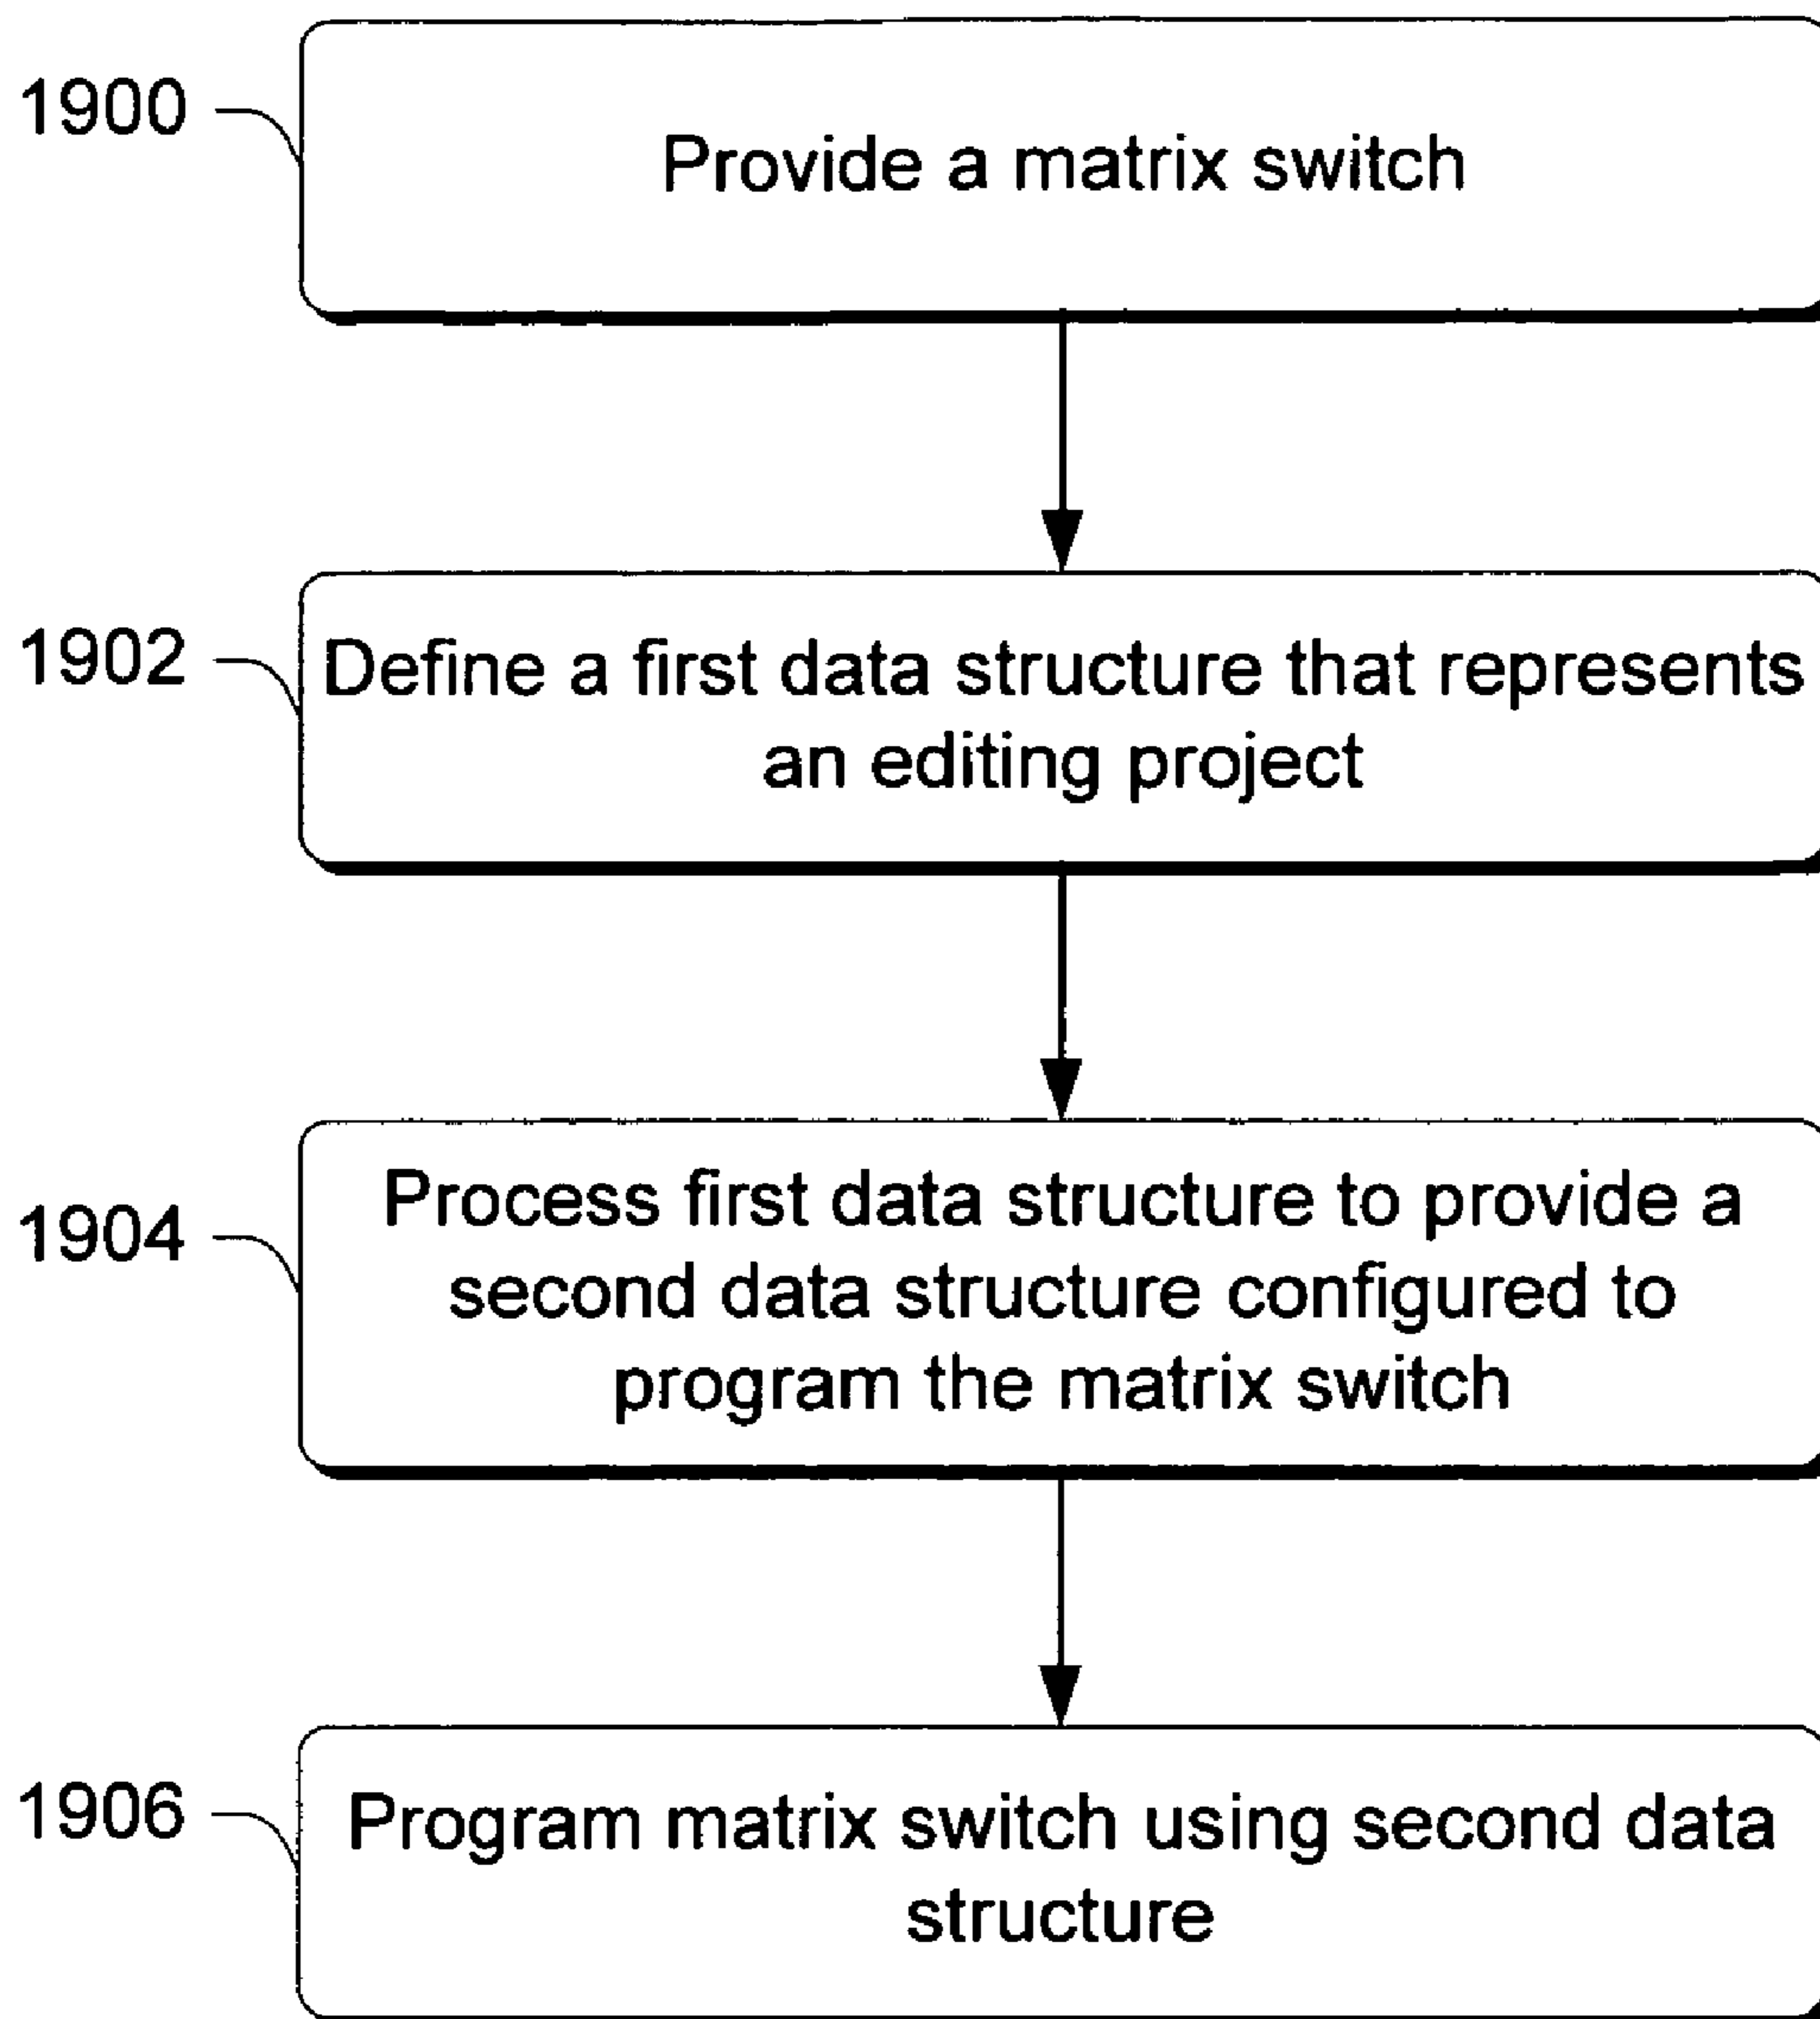 1900
Provide a matrix switch
1902
Define a first data structure that represents
an editing project
1904
Process first data structure to provide a
second data structure configured to
program the matrix switch
1906
Program matrix switch using second data
structure